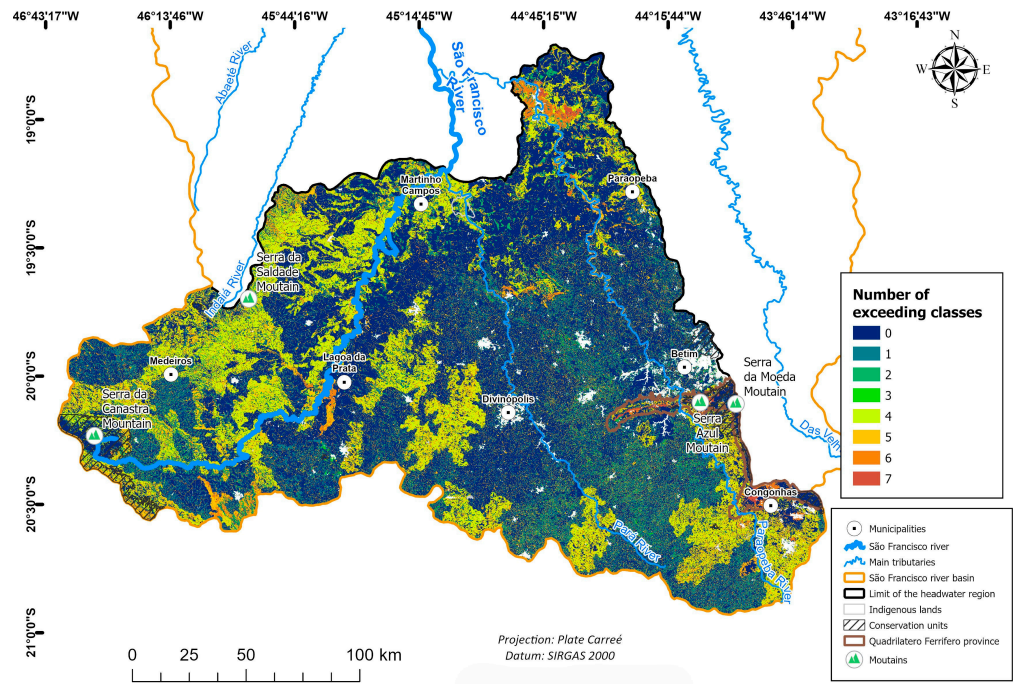 46°43'17"W 46°13'46"W 45°44'16"W 45°14'45"W 44°45'15"W 44°15'44"W 43°46'14"W 43°16'43"W
N
W E
S
19°0'0"S
19°30'0"S
20°0'0"S
20°30'0"S
21°0'0"S
Abaeté River
São Francisco
River
Martinho
Campos
Paraopeba
Serra da
Saldade
Moutain
Indaiá River
Medeiros
Lagoa da
Prata
Betim
Serra
da Moeda
Moutain
Serra da
Canastra
Mountain
Divinópolis
Serra
Azul
Moutain
Das Velh
Congonhas
Pará River
Paraopeba River
Number of
exceeding classes
0
1
2
3
4
5
6
7
Municipalities
São Francisco river
Main tributaries
São Francisco river basin
Limit of the headwater region
Indigenous lands
Conservation units
Quadrilatero Ferrifero province
Moutains
Projection: Plate Carreé
Datum: SIRGAS 2000
0 25 50 100 km